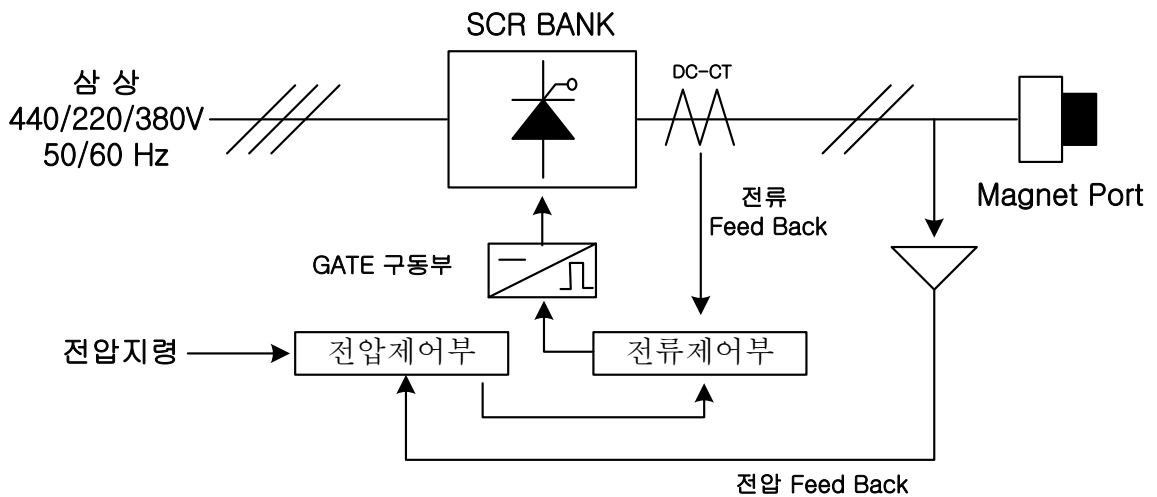 SCR BANK
삼 상
440/220/380V
50/60 Hz
DC-CT
Magnet Port
전류
Feed Back
GATE 구동부
전압지령
전압제어부
전류제어부
전압 Feed Back